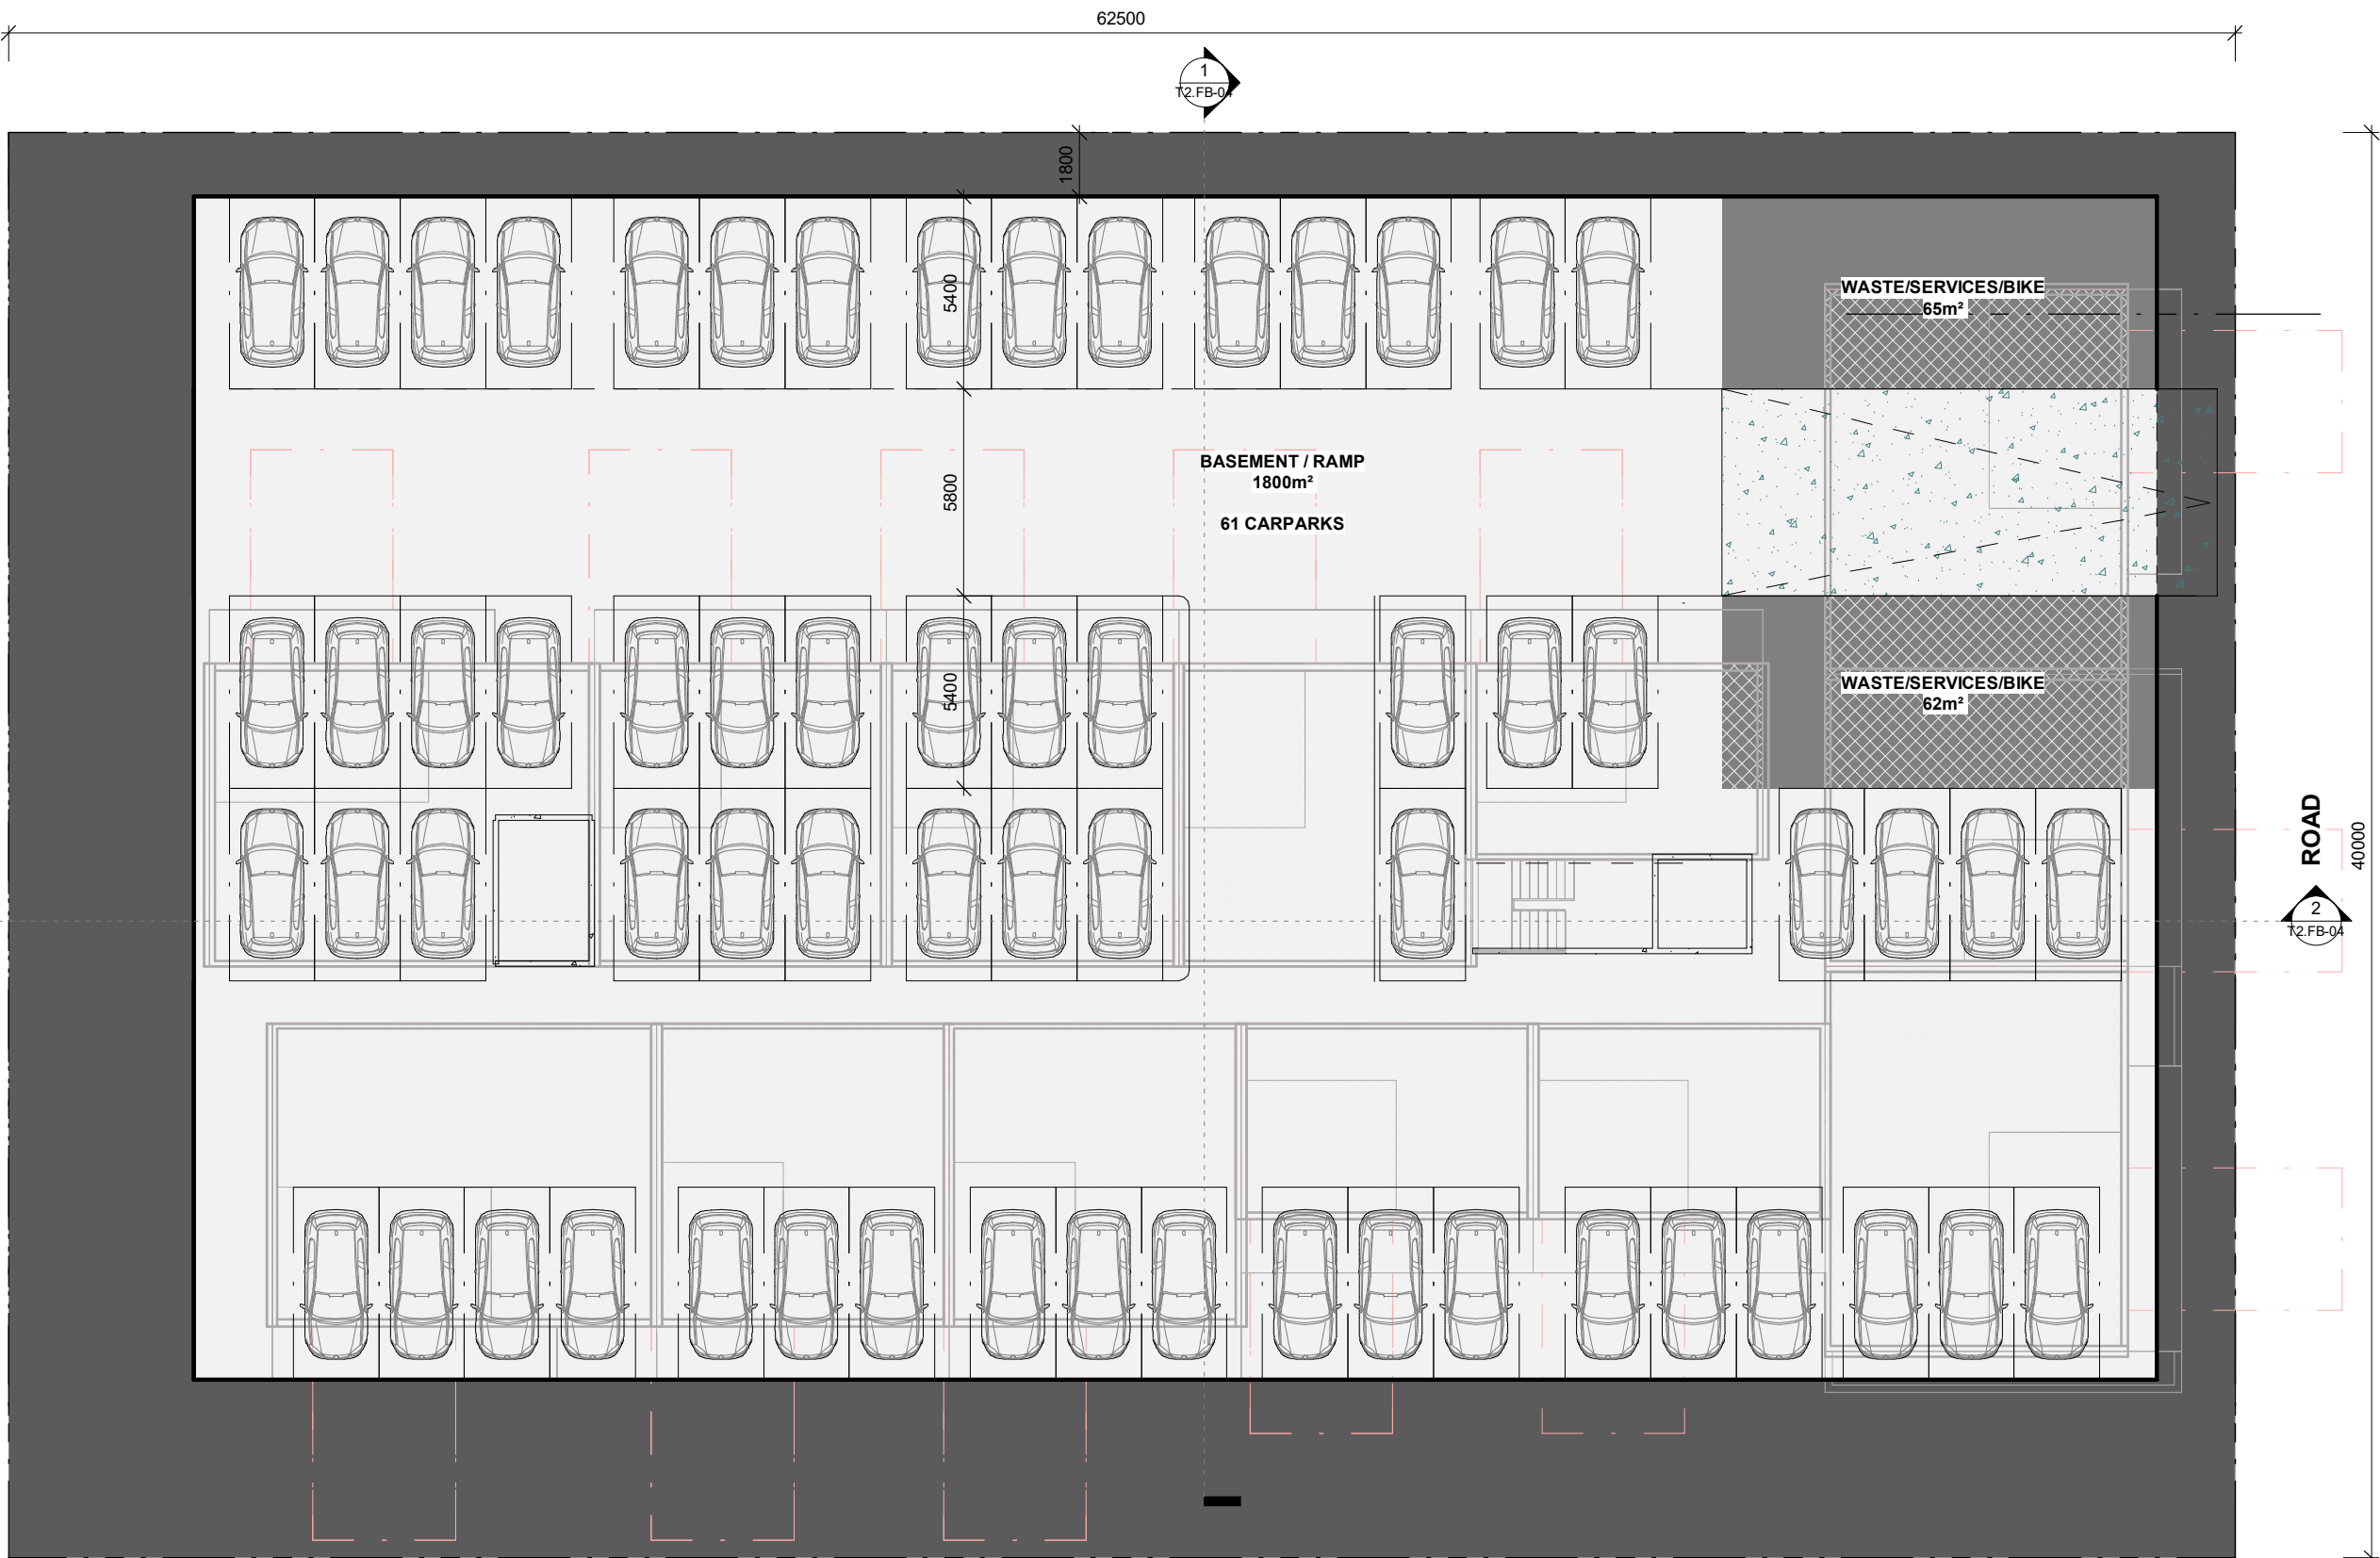 62500
1
T2.FB-04
1800
5400
WASTE/SERVICES/BIKE
65m²
BASEMENT / RAMP
1800m²
5800
61 CARPARKS
WASTE/SERVICES/BIKE
62m²
5400
ROAD
40000
2
T2.FB-04